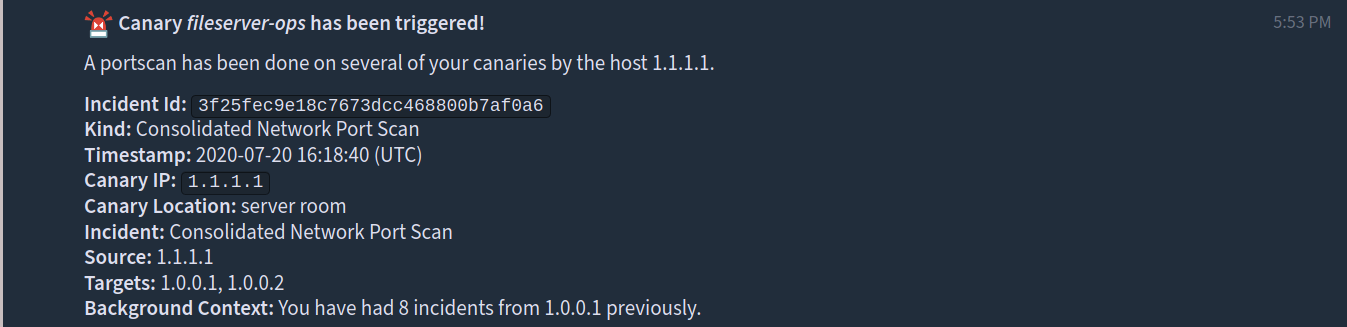 Canary fileserver-ops has been triggered! 5:53 PM
A portscan has been done on several of your canaries by the host 1.1.1.1.
Incident Id: 3f25fec9e18c7673dcc468800b7af0a6
Kind: Consolidated Network Port Scan
Timestamp: 2020-07-20 16:18:40 (UTC)
Canary IP: 1.1.1.1
Canary Location: server room
Incident: Consolidated Network Port Scan
Source: 1.1.1.1
Targets: 1.0.0.1, 1.0.0.2
Background Context: You have had 8 incidents from 1.0.0.1 previously.